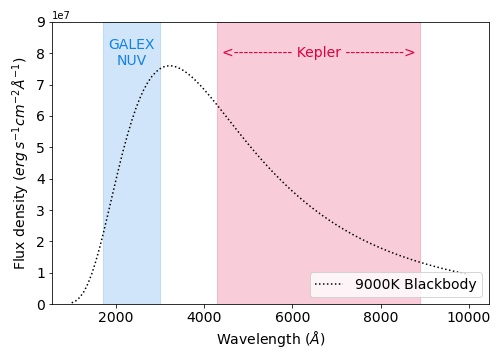 1e7
9
8
7
6
5
4
3
2
1
0
Flux density (erg s⁻¹cm⁻²Å⁻¹)
GALEX
NUV
<------------- Kepler ------------->
9000K Blackbody
2000 4000 6000 8000 10000
Wavelength (Å)